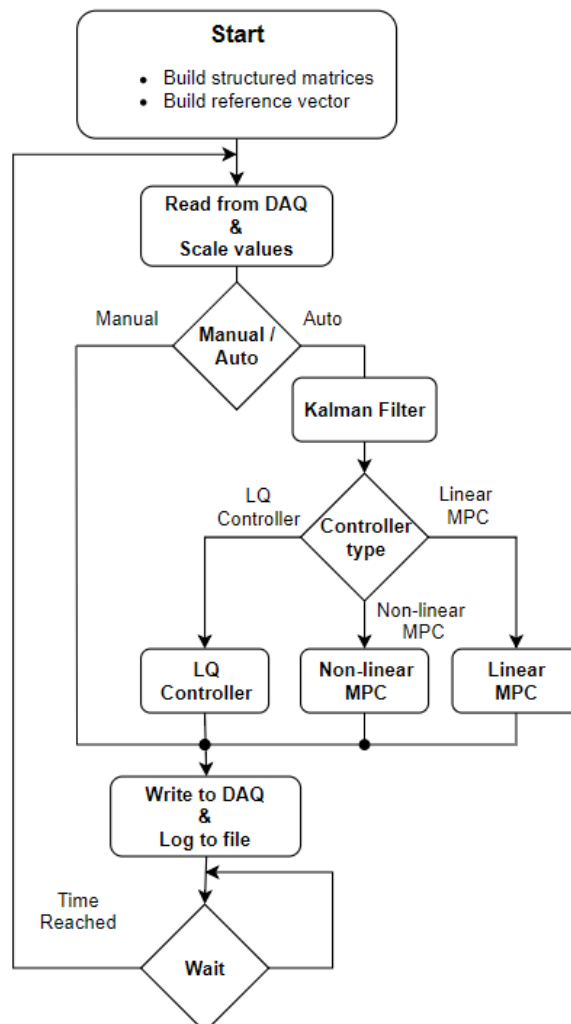 Start
• Build structured matrices
• Build reference vector
Read from DAQ
&
Scale values
Manual
Manual /
Auto
Auto
Kalman Filter
LQ
Controller
Controller
type
Linear
MPC
Non-linear
MPC
LQ
Controller
Non-linear
MPC
Linear
MPC
Write to DAQ
&
Log to file
Time
Reached
Wait